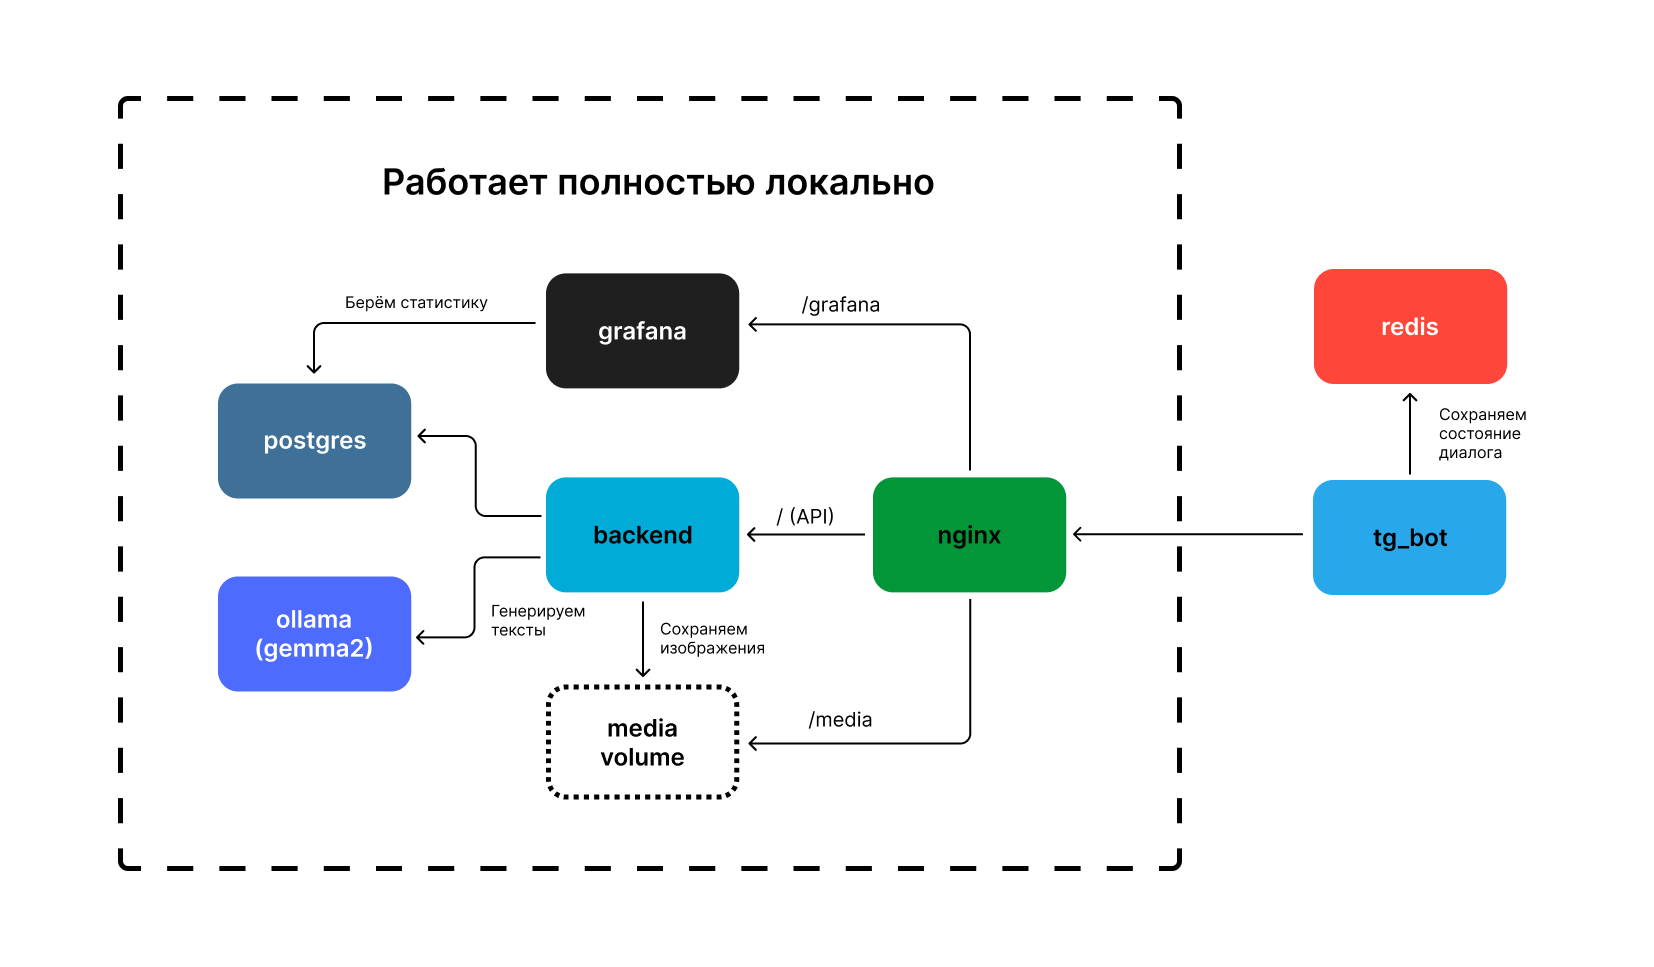 Работает полностью локально
Берём статистику
grafana
/grafana
redis
postgres
Сохраняем
состояние
диалога
backend
/ (API)
nginx
tg_bot
ollama
(gemma2)
Генерируем
тексты
Сохраняем
изображения
media
volume
/media